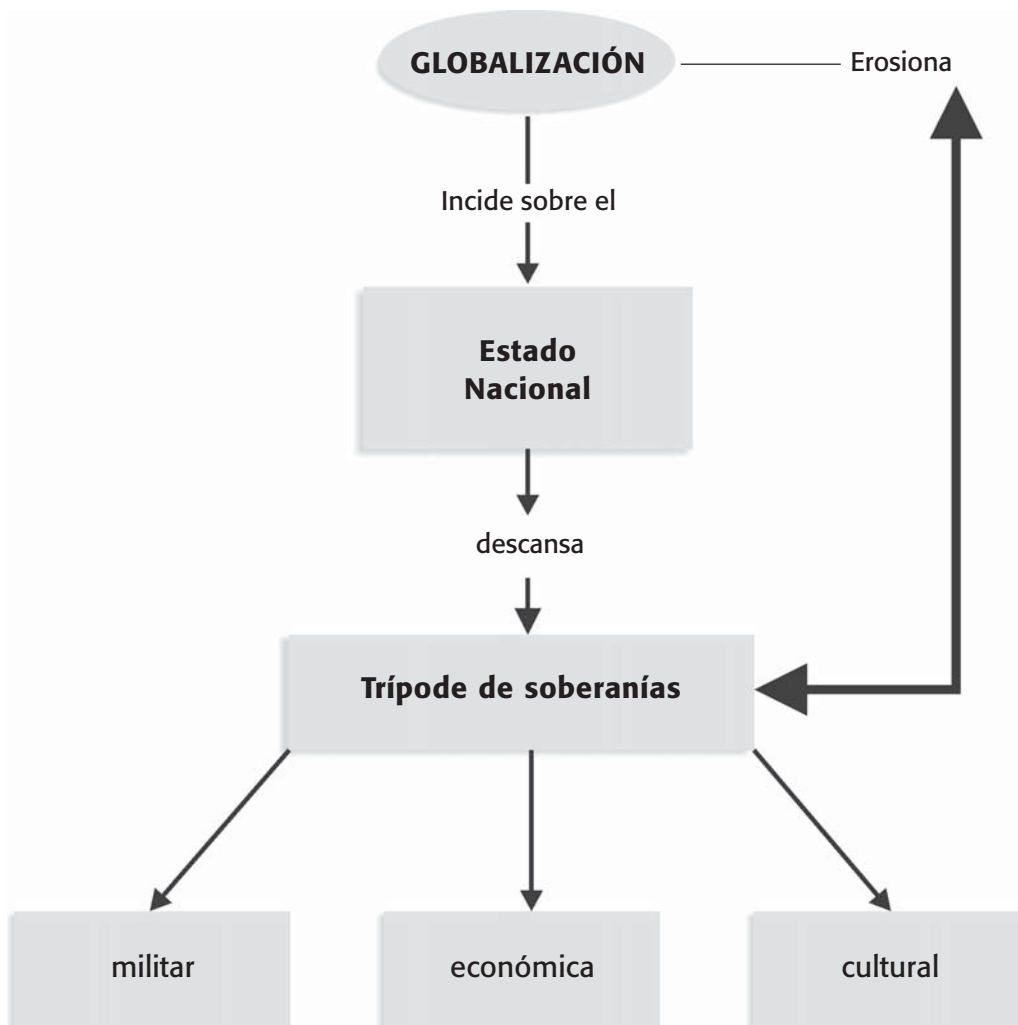 GLOBALIZACIÓN
Erosiona
Incide sobre el
Estado
Nacional
descansa
Trípode de soberanías
militar
económica
cultural